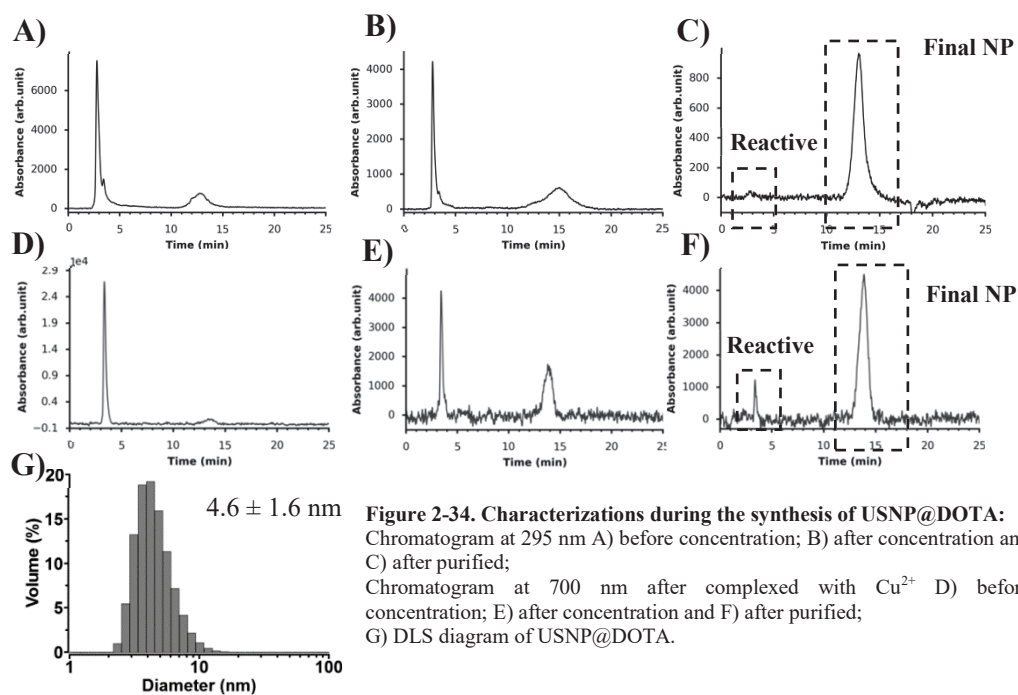 A)
Absorbance (arb.unit)
6000
4000
2000
0
0 5 10 15 20 25
Time (min)
B)
Absorbance (arb.unit)
4000
3000
2000
1000
0
0 5 10 15 20 25
Time (min)
C)
Final NP
Reactive
Absorbance (arb.unit)
1000
800
600
400
200
0
0 5 10 15 20 25
Time (min)
D)
1e4
Absorbance (arb.unit)
2.9
2.4
1.9
1.4
0.9
0.4
−0.1
0 5 10 15 20 25
Time (min)
E)
Absorbance (arb.unit)
4000
3000
2000
1000
0
0 5 10 15 20 25
Time (min)
F)
Final NP
Reactive
Absorbance (arb.unit)
4000
3000
2000
1000
0
0 5 10 15 20 25
Time (min)
G)
4.6 ± 1.6 nm
Volume (%)
20
15
10
5
0
1 10 100
Diameter (nm)
Figure 2-34. Characterizations during the synthesis of USNP@DOTA:
Chromatogram at 295 nm A) before concentration; B) after concentration an
C) after purified;
Chromatogram at 700 nm after complexed with Cu²⁺ D) befor
concentration; E) after concentration and F) after purified;
G) DLS diagram of USNP@DOTA.